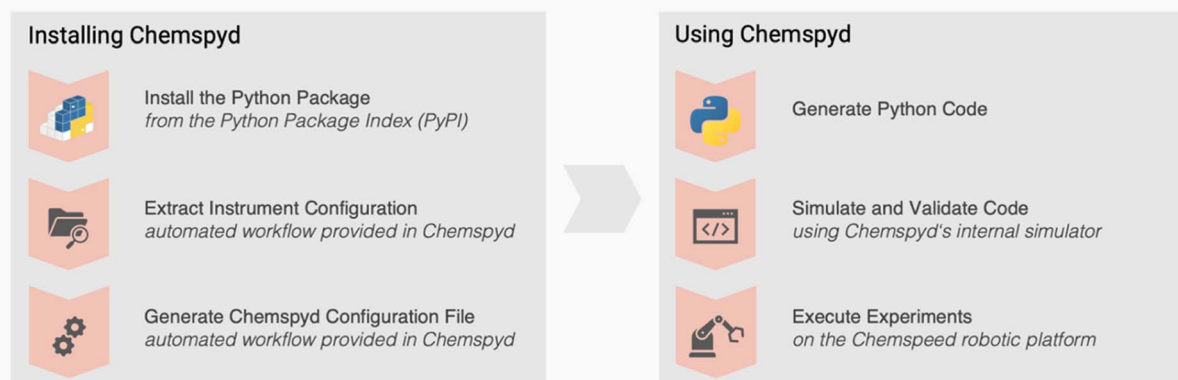 Installing Chemspyd
Install the Python Package
from the Python Package Index (PyPI)
Extract Instrument Configuration
automated workflow provided in Chemspyd
Generate Chemspyd Configuration File
automated workflow provided in Chemspyd
Using Chemspyd
Generate Python Code
Simulate and Validate Code
</>
using Chemspyd's internal simulator
Execute Experiments
on the Chemspeed robotic platform